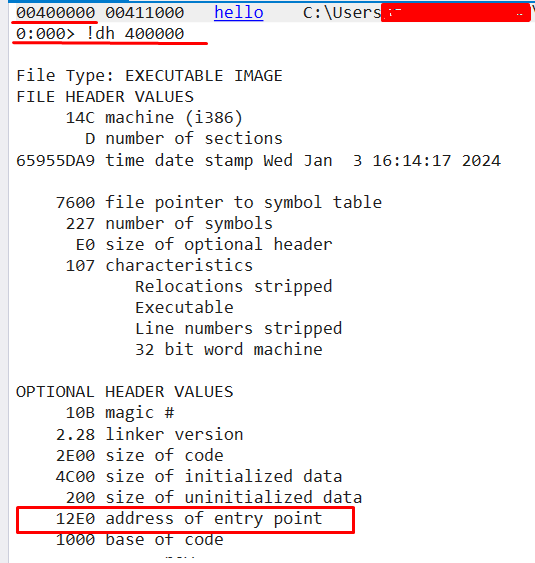 00400000 00411000 hello C:\Users
0:000> !dh 400000
File Type: EXECUTABLE IMAGE
FILE HEADER VALUES
14C machine (i386)
D number of sections
65955DA9 time date stamp Wed Jan 3 16:14:17 2024
7600 file pointer to symbol table
227 number of symbols
E0 size of optional header
107 characteristics
Relocations stripped
Executable
Line numbers stripped
32 bit word machine
OPTIONAL HEADER VALUES
10B magic #
2.28 linker version
2E00 size of code
4C00 size of initialized data
200 size of uninitialized data
12E0 address of entry point
1000 base of code